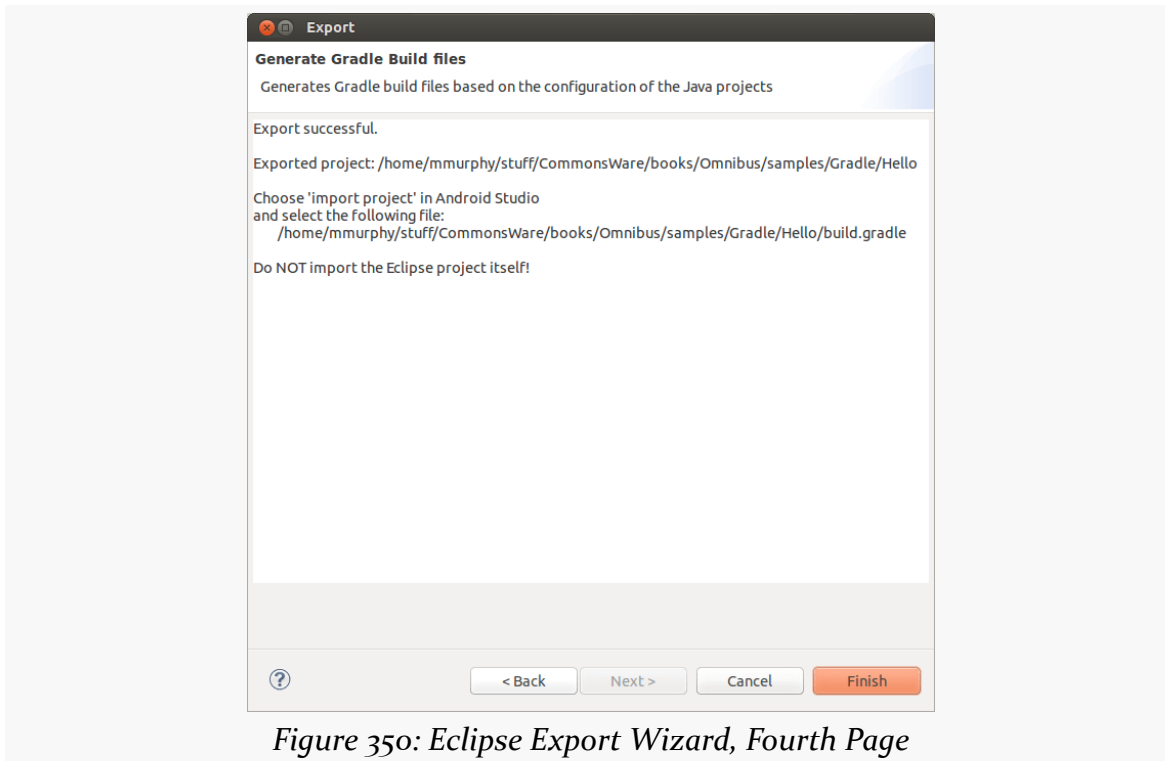 Export
Generate Gradle Build files
Generates Gradle build files based on the configuration of the Java projects
Export successful.
Exported project: /home/mmurphy/stuff/CommonsWare/books/Omnibus/samples/Gradle/Hello
Choose 'import project' in Android Studio
and select the following file:
/home/mmurphy/stuff/CommonsWare/books/Omnibus/samples/Gradle/Hello/build.gradle
Do NOT import the Eclipse project itself!
?
< Back Next > Cancel Finish
Figure 350: Eclipse Export Wizard, Fourth Page